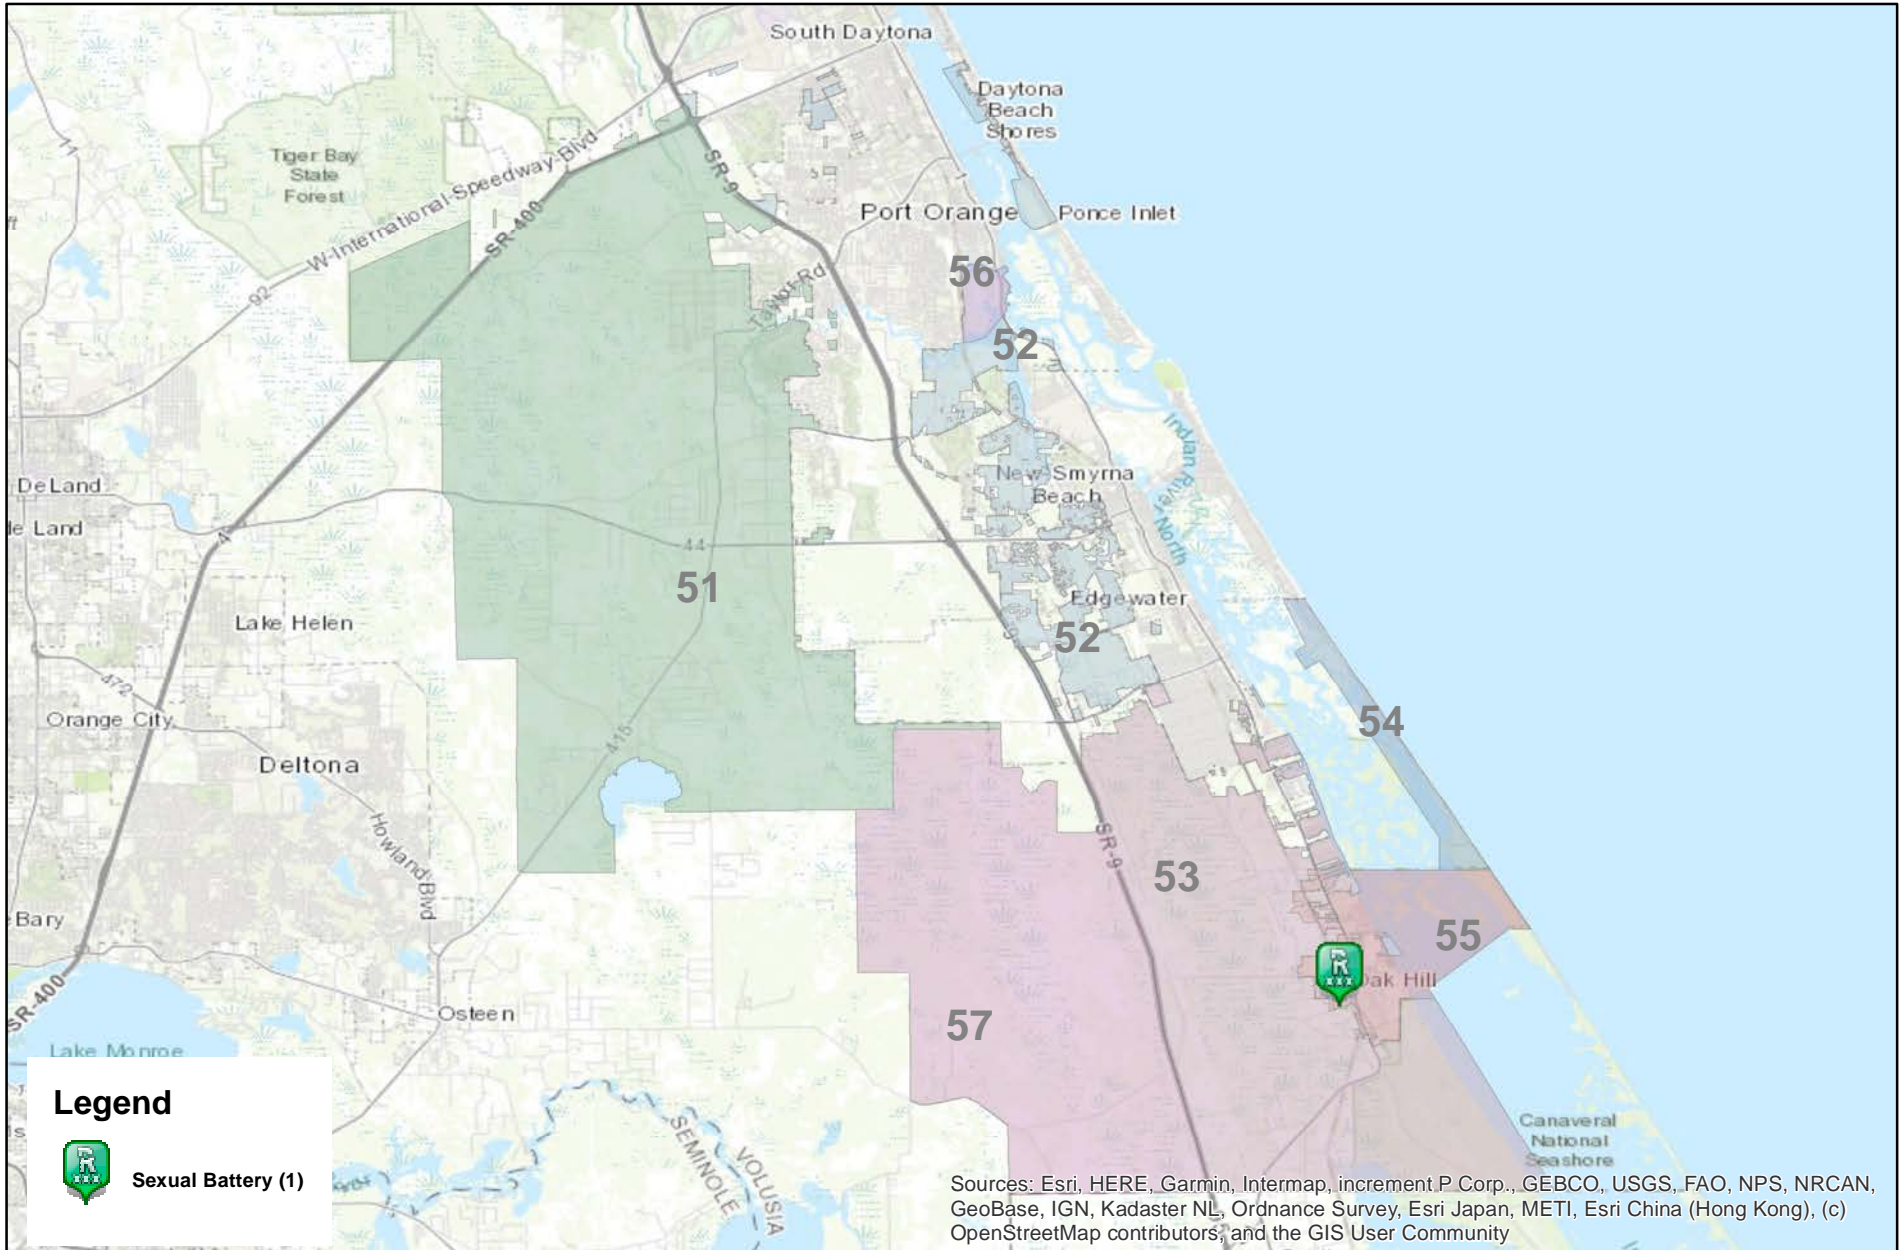 South Daytona
Daytona
Beach
Shores
11
Tiger Bay
State
Forest
W-International-Speedway-Blvd
SR-9
SR-400
1
Port Orange
Ponce Inlet
92
Taylor Rd
56
52
Indian River North
New Smyrna
Beach
DeLand
de Land
4
44
51
Edgewater
52
Lake Helen
472
Orange City
54
415
Deltona
Howland Blvd
SR-9
53
Bary
55
Oak Hill
SR-400
Osteen
57
Lake Monroe
Canaveral
National
Seashore
SEMINOLE
VOLUSIA
Legend
R
xxx
Sexual Battery (1)
Sources: Esri, HERE, Garmin, Intermap, increment P Corp., GEBCO, USGS, FAO, NPS, NRCAN,
GeoBase, IGN, Kadaster NL, Ordnance Survey, Esri Japan, METI, Esri China (Hong Kong), (c)
OpenStreetMap contributors, and the GIS User Community